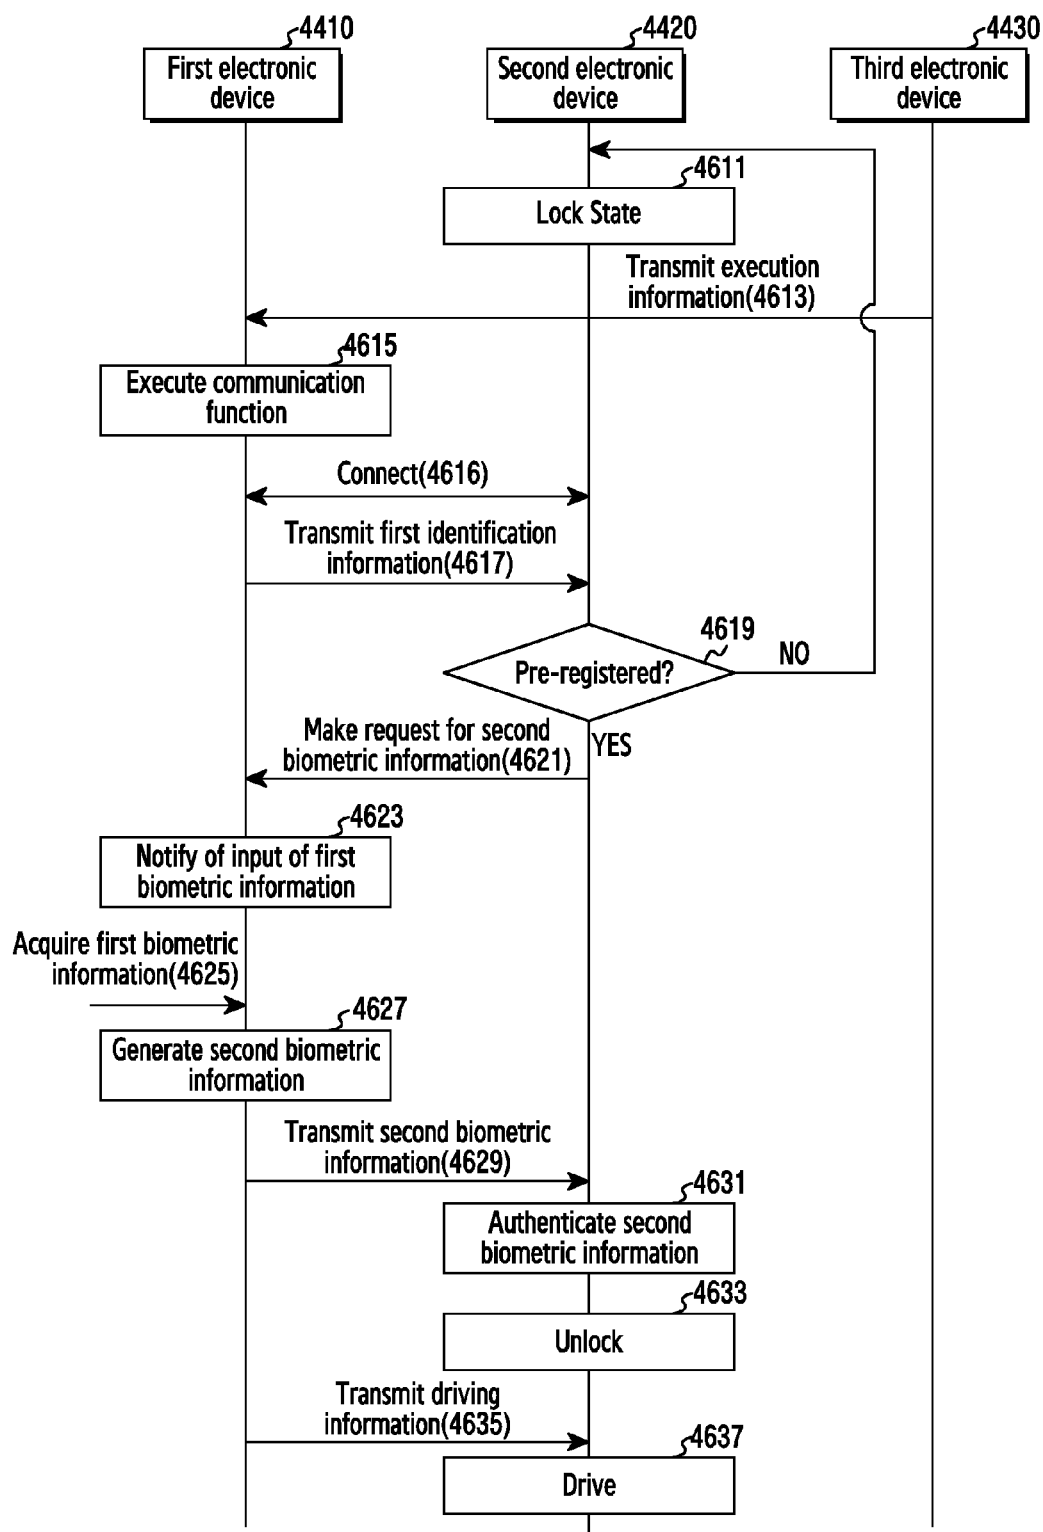 4410
4420
4430
First electronic
device
Second electronic
device
Third electronic
device
4611
Lock State
Transmit execution
information(4613)
4615
Execute communication
function
Connect(4616)
Transmit first identification
information(4617)
4619
Pre-registered?
NO
YES
Make request for second
biometric information(4621)
4623
Notify of input of first
biometric information
Acquire first biometric
information(4625)
4627
Generate second biometric
information
Transmit second biometric
information(4629)
4631
Authenticate second
biometric information
4633
Unlock
Transmit driving
information(4635)
4637
Drive